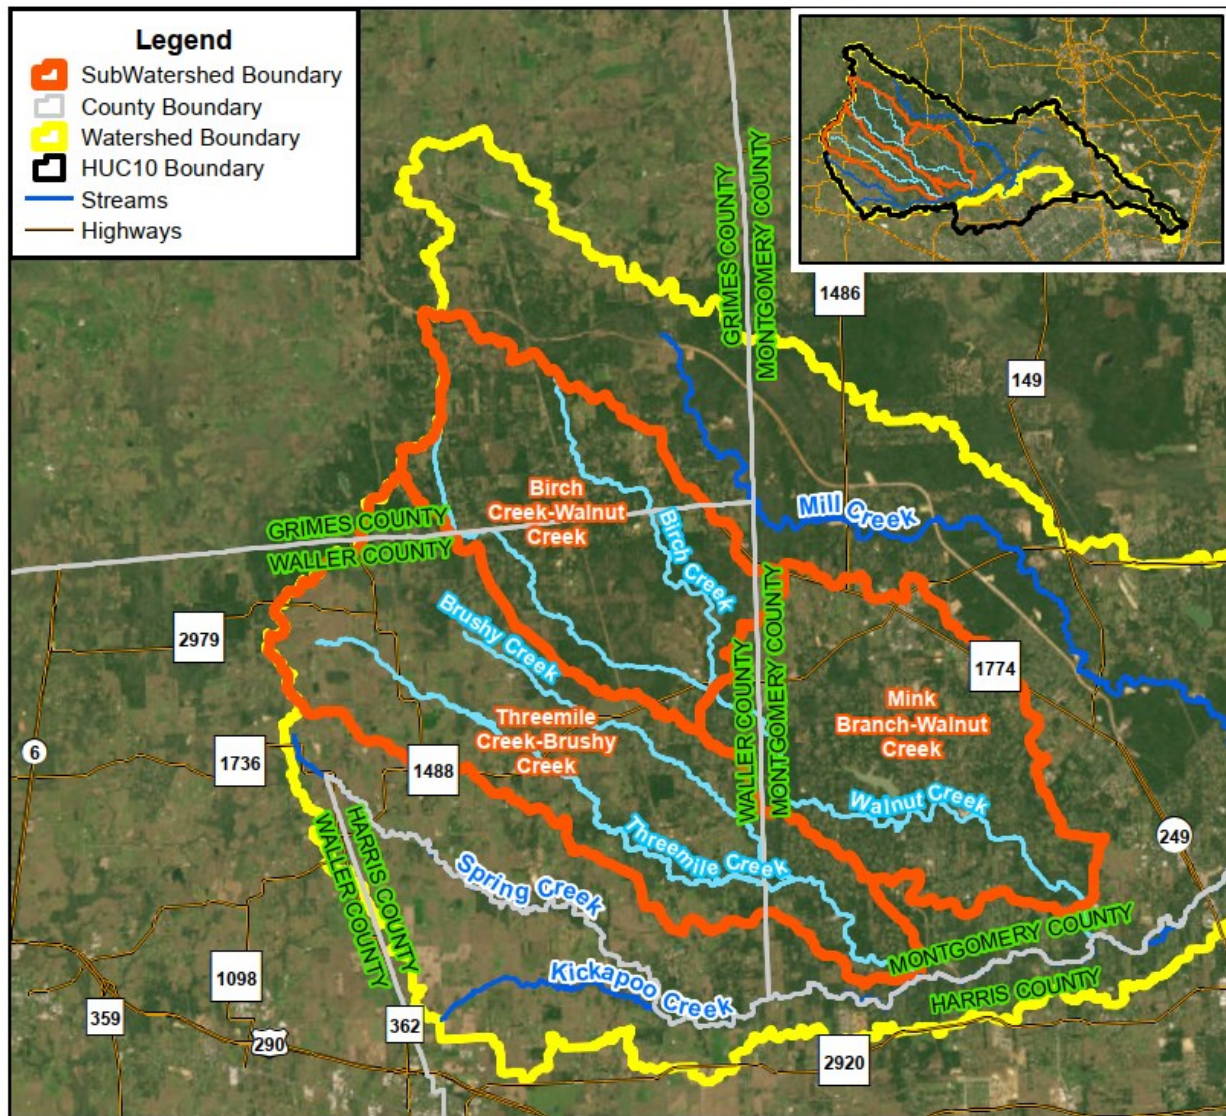 Legend
SubWatershed Boundary
County Boundary
Watershed Boundary
HUC10 Boundary
Streams
Highways
GRIMES COUNTY
MONTGOMERY COUNTY
1486
149
Birch
Creek-Walnut
Creek
Mill Creek
GRIMES COUNTY
WALLER COUNTY
Birch Creek
Brushy Creek
2979
WALLER COUNTY
MONTGOMERY COUNTY
1774
Mink
Branch-Walnut
Creek
Threemile
Creek-Brushy
Creek
6
1736
1488
Walnut Creek
249
HARRIS COUNTY
WALLER COUNTY
Threemile Creek
Spring Creek
MONTGOMERY COUNTY
HARRIS COUNTY
Kickapoo Creek
1098
359
290
362
2920